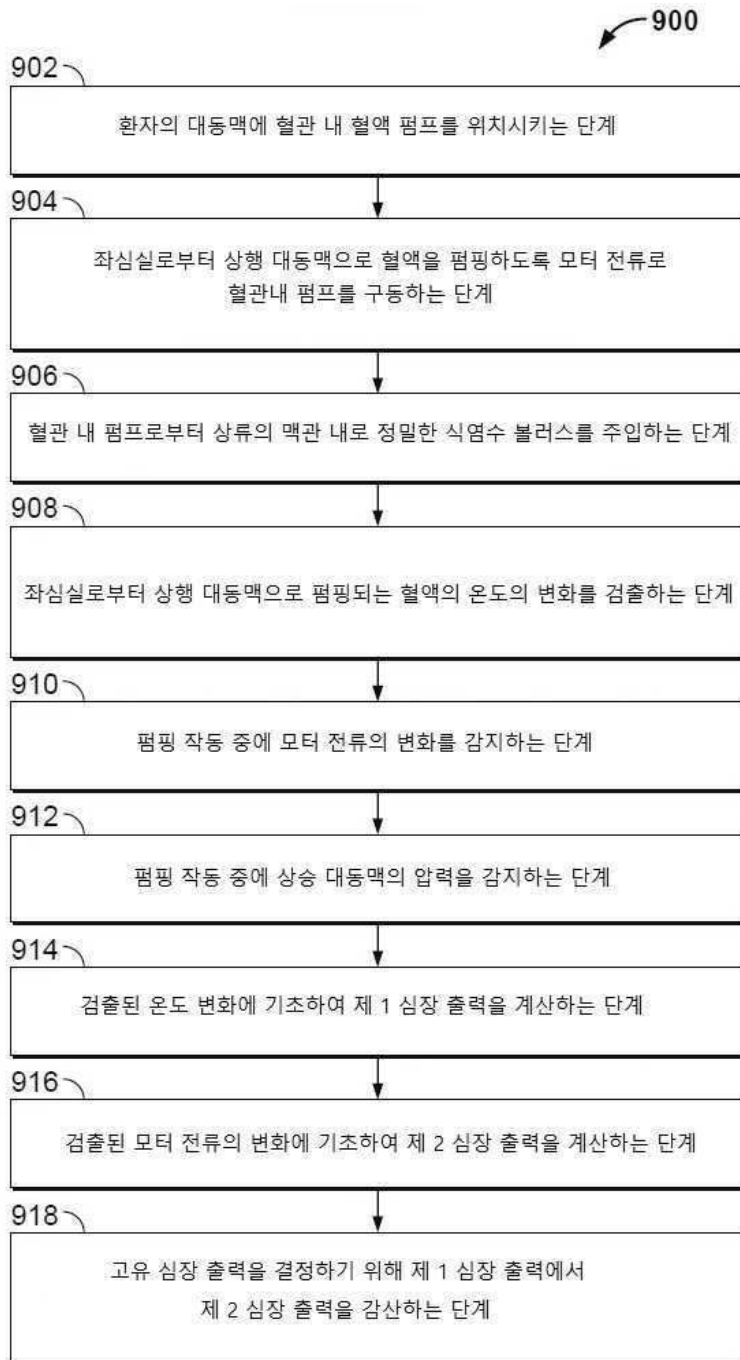 900
902
환자의 대동맥에 혈관 내 혈액 펌프를 위치시키는 단계
904
좌심실로부터 상행 대동맥으로 혈액을 펌핑하도록 모터 전류로
혈관내 펌프를 구동하는 단계
906
혈관 내 펌프로부터 상류의 맥관 내로 정밀한 식염수 볼러스를 주입하는 단계
908
좌심실로부터 상행 대동맥으로 펌핑되는 혈액의 온도의 변화를 검출하는 단계
910
펌핑 작동 중에 모터 전류의 변화를 감지하는 단계
912
펌핑 작동 중에 상승 대동맥의 압력을 감지하는 단계
914
검출된 온도 변화에 기초하여 제 1 심장 출력을 계산하는 단계
916
검출된 모터 전류의 변화에 기초하여 제 2 심장 출력을 계산하는 단계
918
고유 심장 출력을 결정하기 위해 제 1 심장 출력에서
제 2 심장 출력을 감산하는 단계